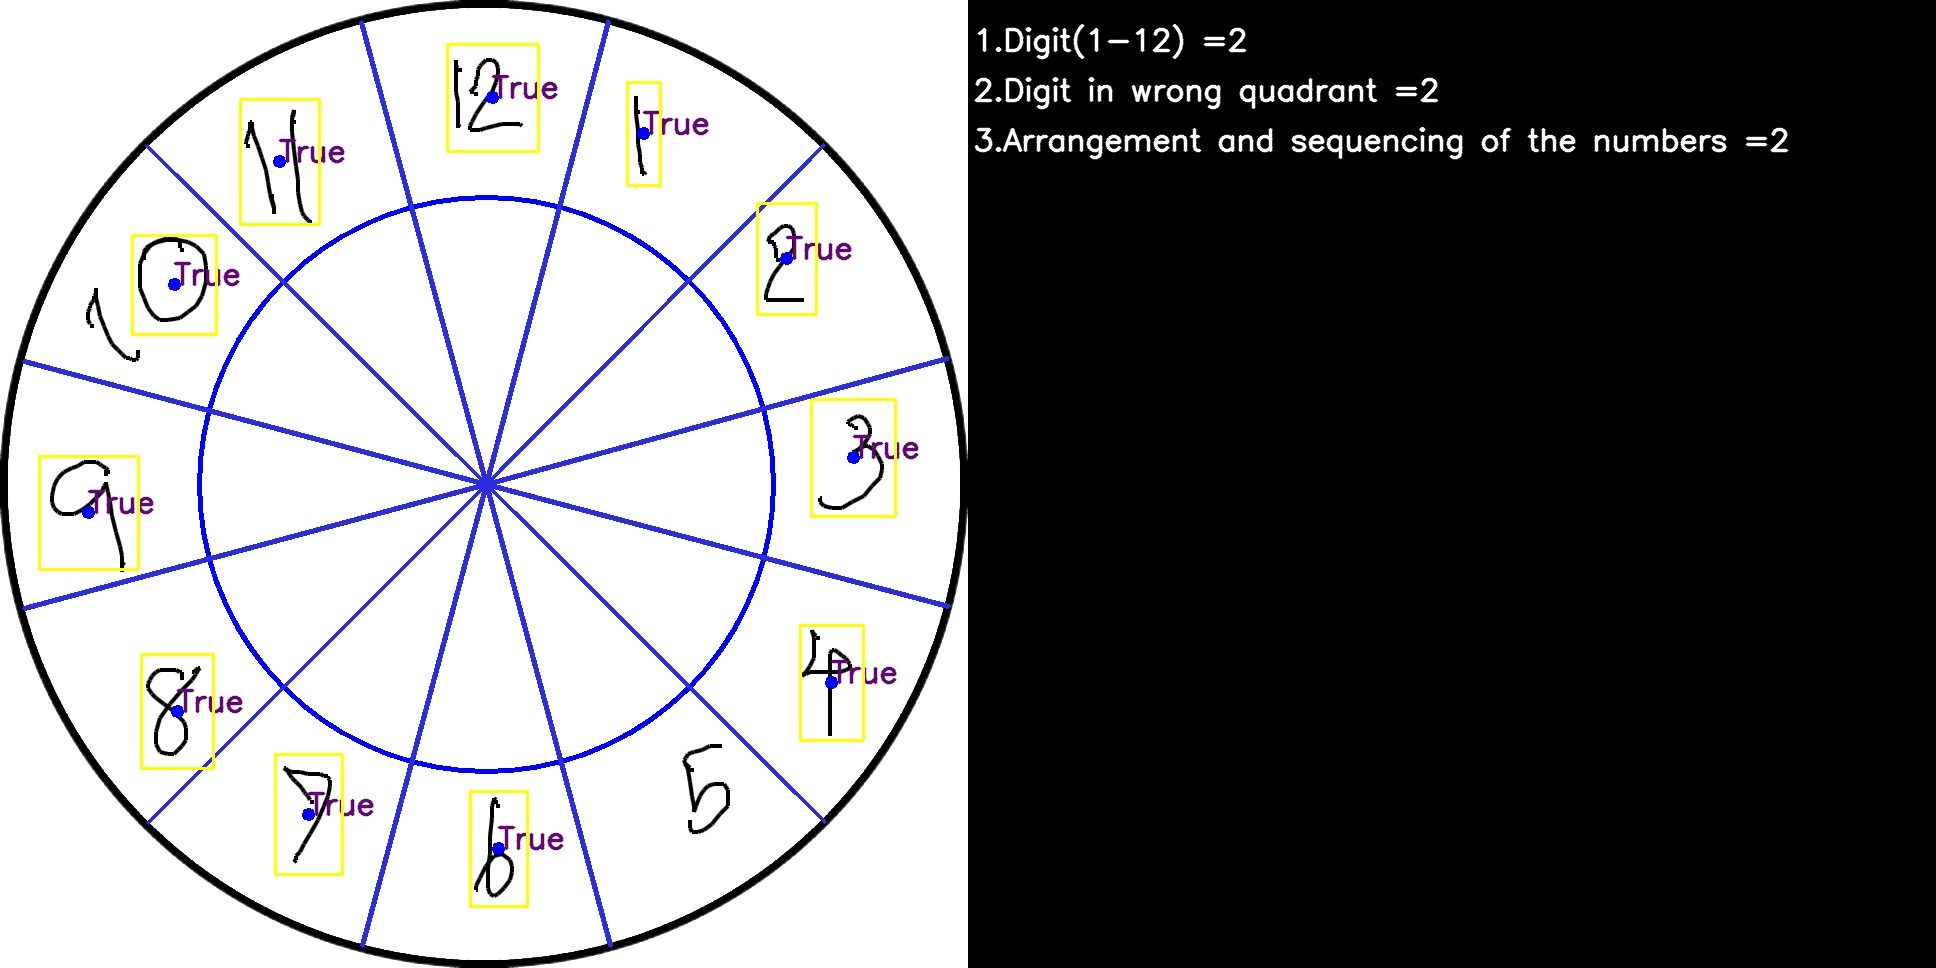 12 True
1 True
11 True
2 True
10 True
3 True
9 True
4 True
8 True
5
7 True
6 True
1.Digit(1-12) =2
2.Digit in wrong quadrant =2
3.Arrangement and sequencing of the numbers =2